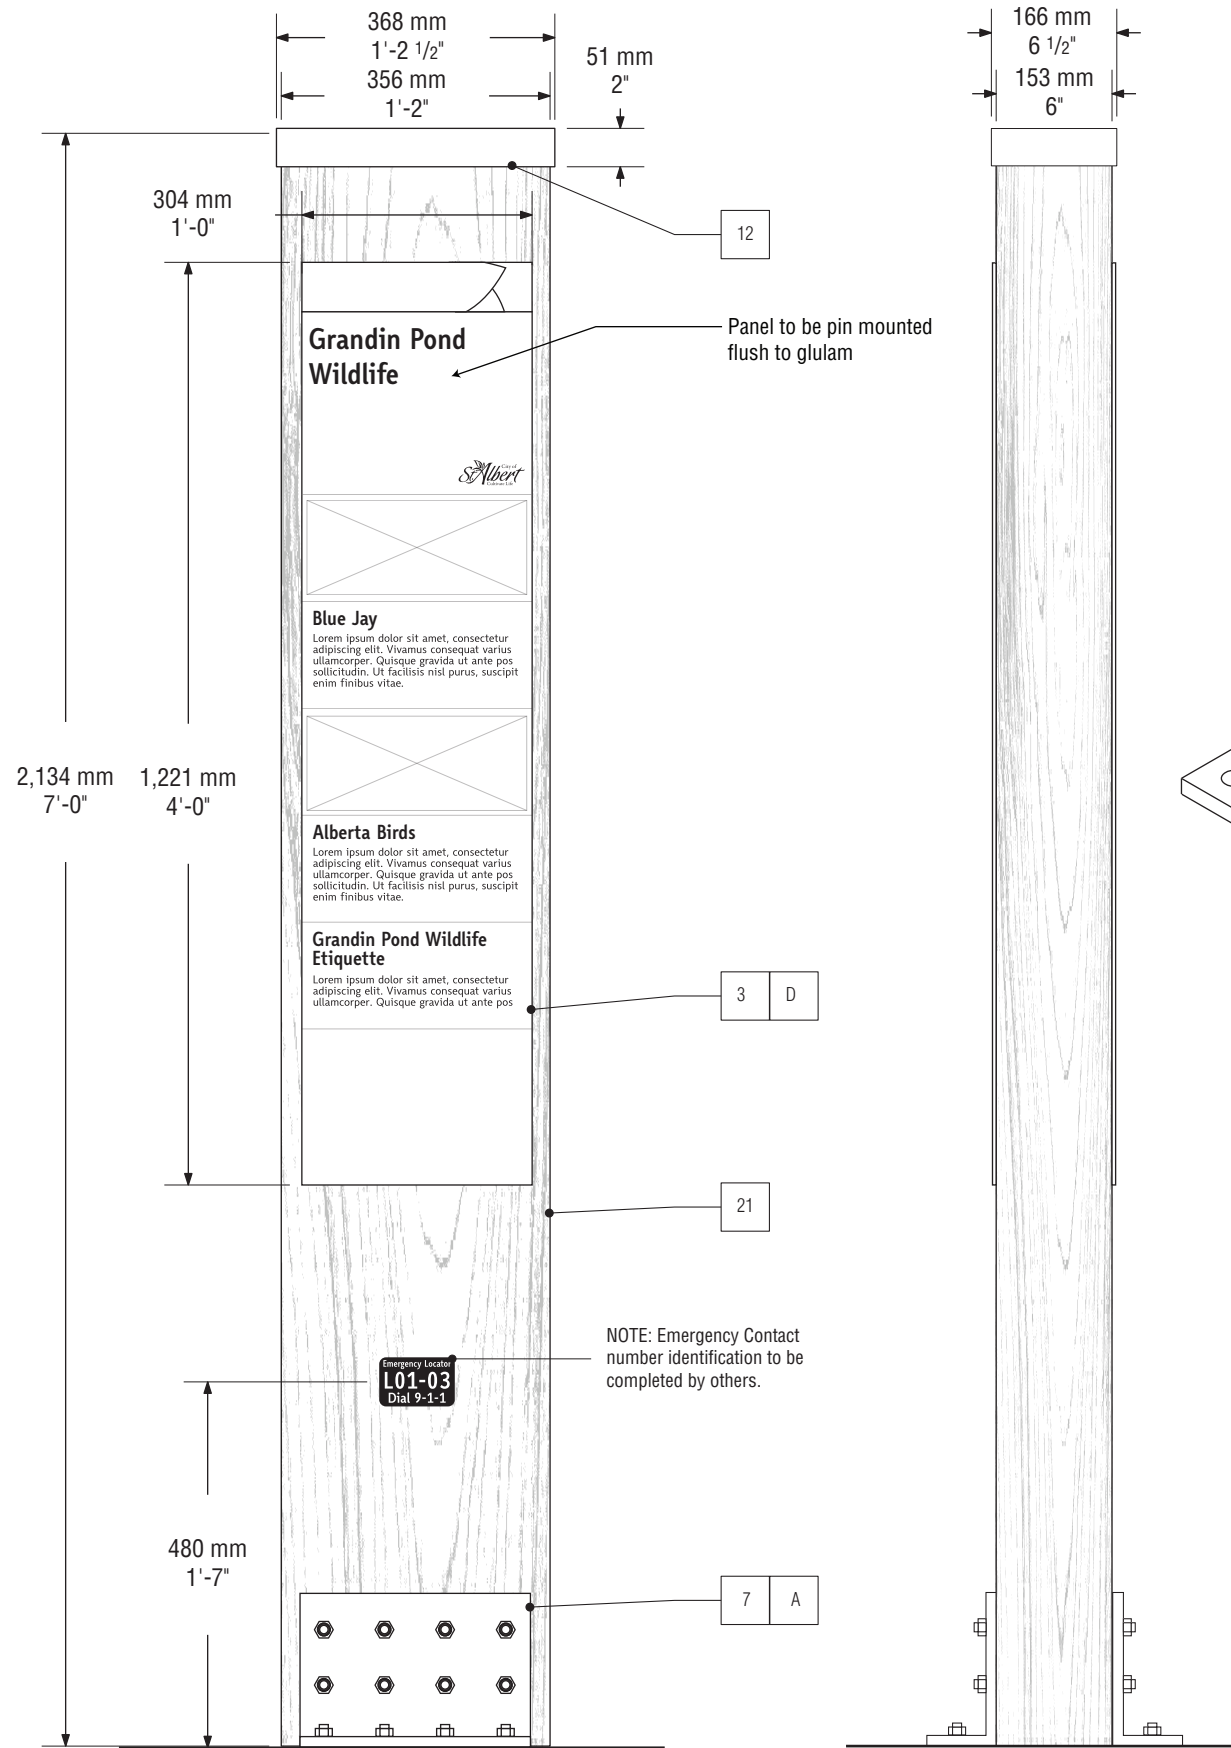 368 mm
1'-2 1/2"
356 mm
1'-2"
51 mm
2"
166 mm
6 1/2"
153 mm
6"
304 mm
1'-0"
12
Panel to be pin mounted
flush to glulam
Grandin Pond
Wildlife
City of
St. Albert
Cultivate Life
Blue Jay
Lorem ipsum dolor sit amet, consectetur
adipiscing elit. Vivamus consequat varius
ullamcorper. Quisque gravida ut ante pos
sollicitudin. Ut facilisis nisl purus, suscipit
enim finibus vitae.
2,134 mm
7'-0"
1,221 mm
4'-0"
Alberta Birds
Lorem ipsum dolor sit amet, consectetur
adipiscing elit. Vivamus consequat varius
ullamcorper. Quisque gravida ut ante pos
sollicitudin. Ut facilisis nisl purus, suscipit
enim finibus vitae.
Grandin Pond Wildlife
Etiquette
Lorem ipsum dolor sit amet, consectetur
adipiscing elit. Vivamus consequat varius
ullamcorper. Quisque gravida ut ante pos
3 D
21
NOTE: Emergency Contact
number identification to be
completed by others.
Emergency Locator
L01-03
Dial 9-1-1
480 mm
1'-7"
7 A